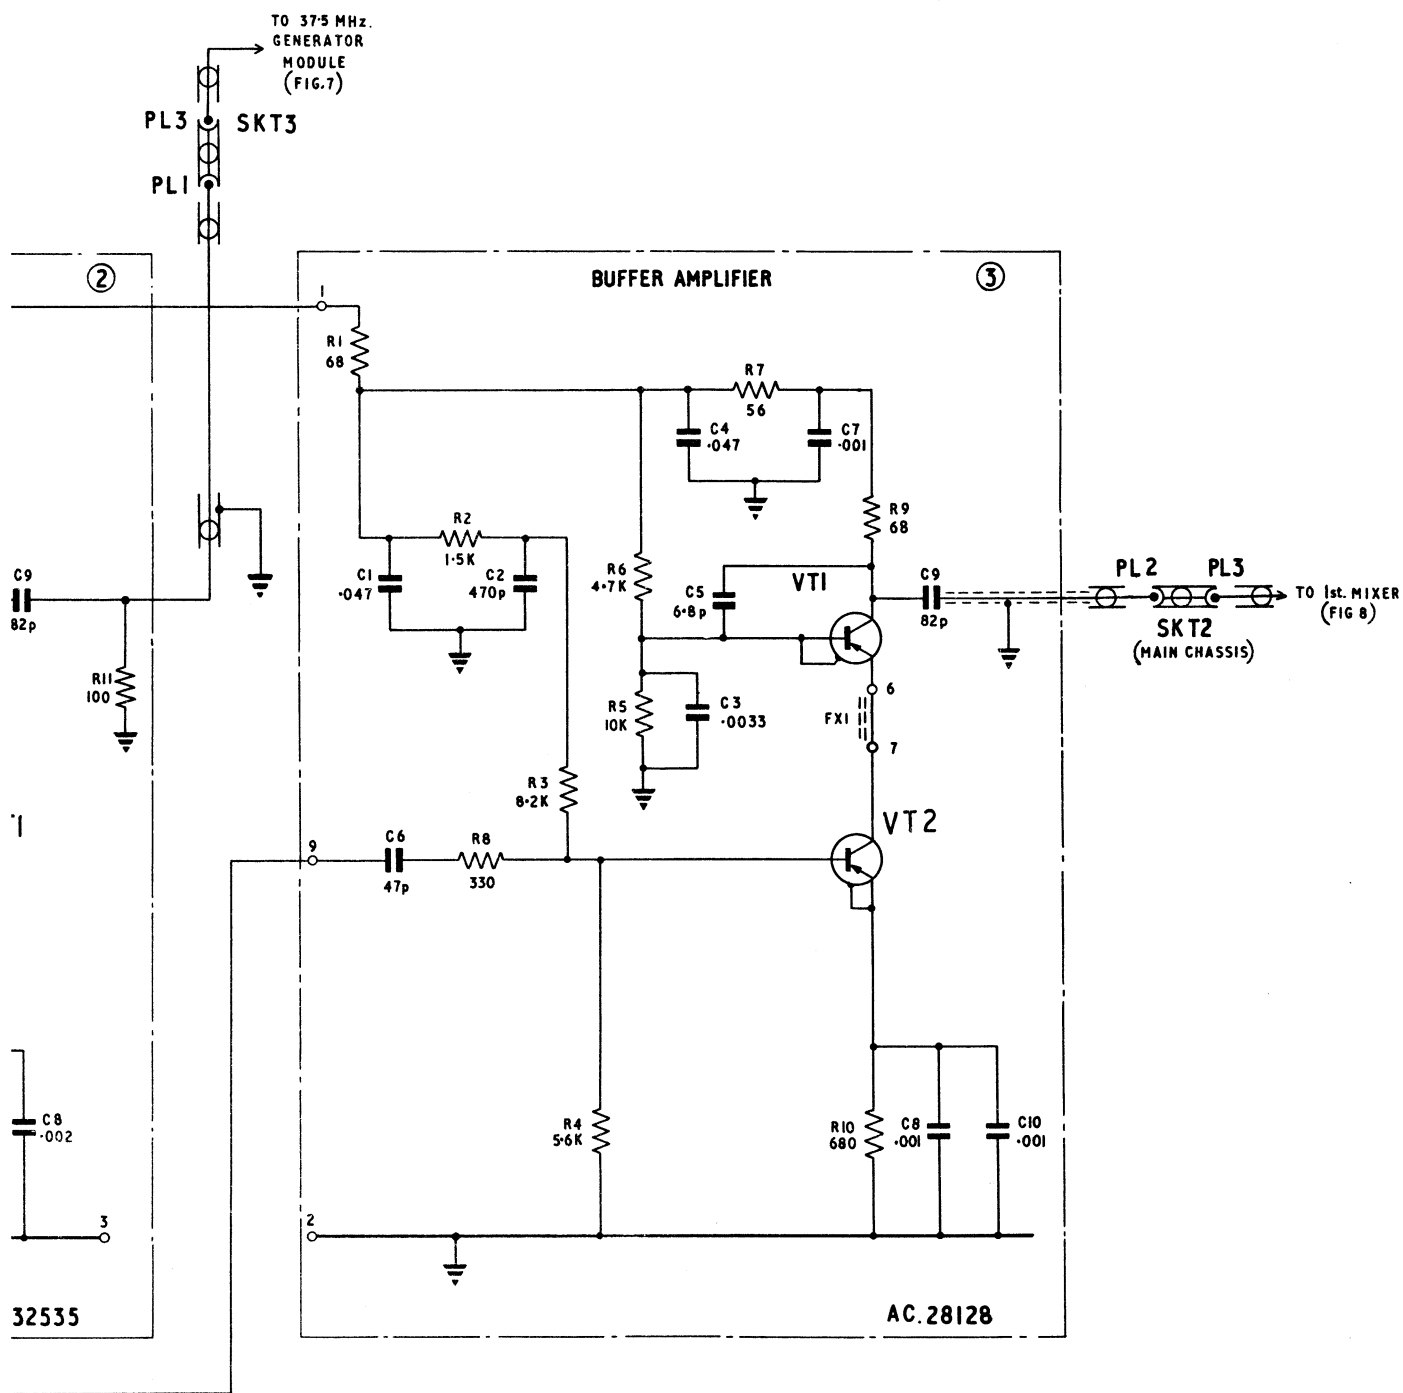 TO 37·5 MHz.
GENERATOR
MODULE
(FIG.7)
PL3
SKT3
PL1
2
BUFFER AMPLIFIER
3
1
R1
68
R7
56
C4
·047
C7
·001
R9
68
R2
1·5K
C1
·047
C2
470p
R6
4·7K
C5
6·8p
VT1
C9
82p
C9
82p
PL2
PL3
TO 1st. MIXER
(FIG 8)
SKT2
(MAIN CHASSIS)
R11
100
R5
10K
C3
·0033
6
FX1
7
R3
8·2K
VT2
9
C6
47p
R8
330
C8
·002
R4
5·6K
R10
680
C8
·001
C10
·001
3
2
32535
AC.28128